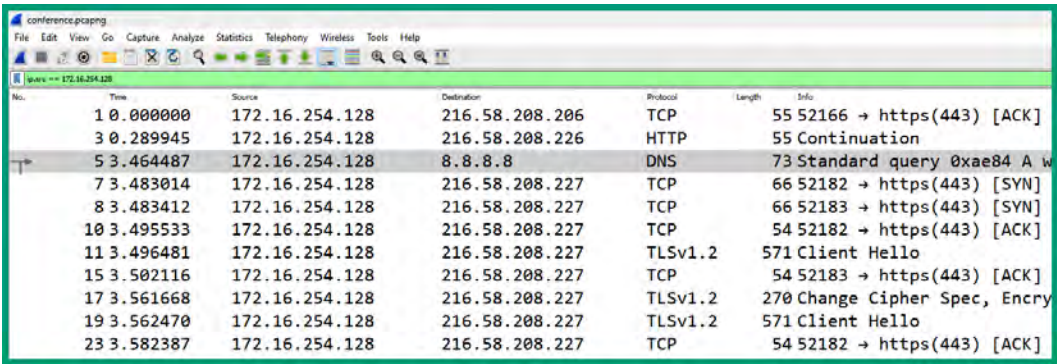 conference.pcapng
File Edit View Go Capture Analyze Statistics Telephony Wireless Tools Help
ip.src == 172.16.254.128
No. Time Source Destination Protocol Length Info
1 0.000000 172.16.254.128 216.58.208.206 TCP 55 52166 → https(443) [ACK]
3 0.289945 172.16.254.128 216.58.208.226 HTTP 55 Continuation
5 3.464487 172.16.254.128 8.8.8.8 DNS 73 Standard query 0xae84 A w
7 3.483014 172.16.254.128 216.58.208.227 TCP 66 52182 → https(443) [SYN]
8 3.483412 172.16.254.128 216.58.208.227 TCP 66 52183 → https(443) [SYN]
10 3.495533 172.16.254.128 216.58.208.227 TCP 54 52182 → https(443) [ACK]
11 3.496481 172.16.254.128 216.58.208.227 TLSv1.2 571 Client Hello
15 3.502116 172.16.254.128 216.58.208.227 TCP 54 52183 → https(443) [ACK]
17 3.561668 172.16.254.128 216.58.208.227 TLSv1.2 270 Change Cipher Spec, Encry
19 3.562470 172.16.254.128 216.58.208.227 TLSv1.2 571 Client Hello
23 3.582387 172.16.254.128 216.58.208.227 TCP 54 52182 → https(443) [ACK]